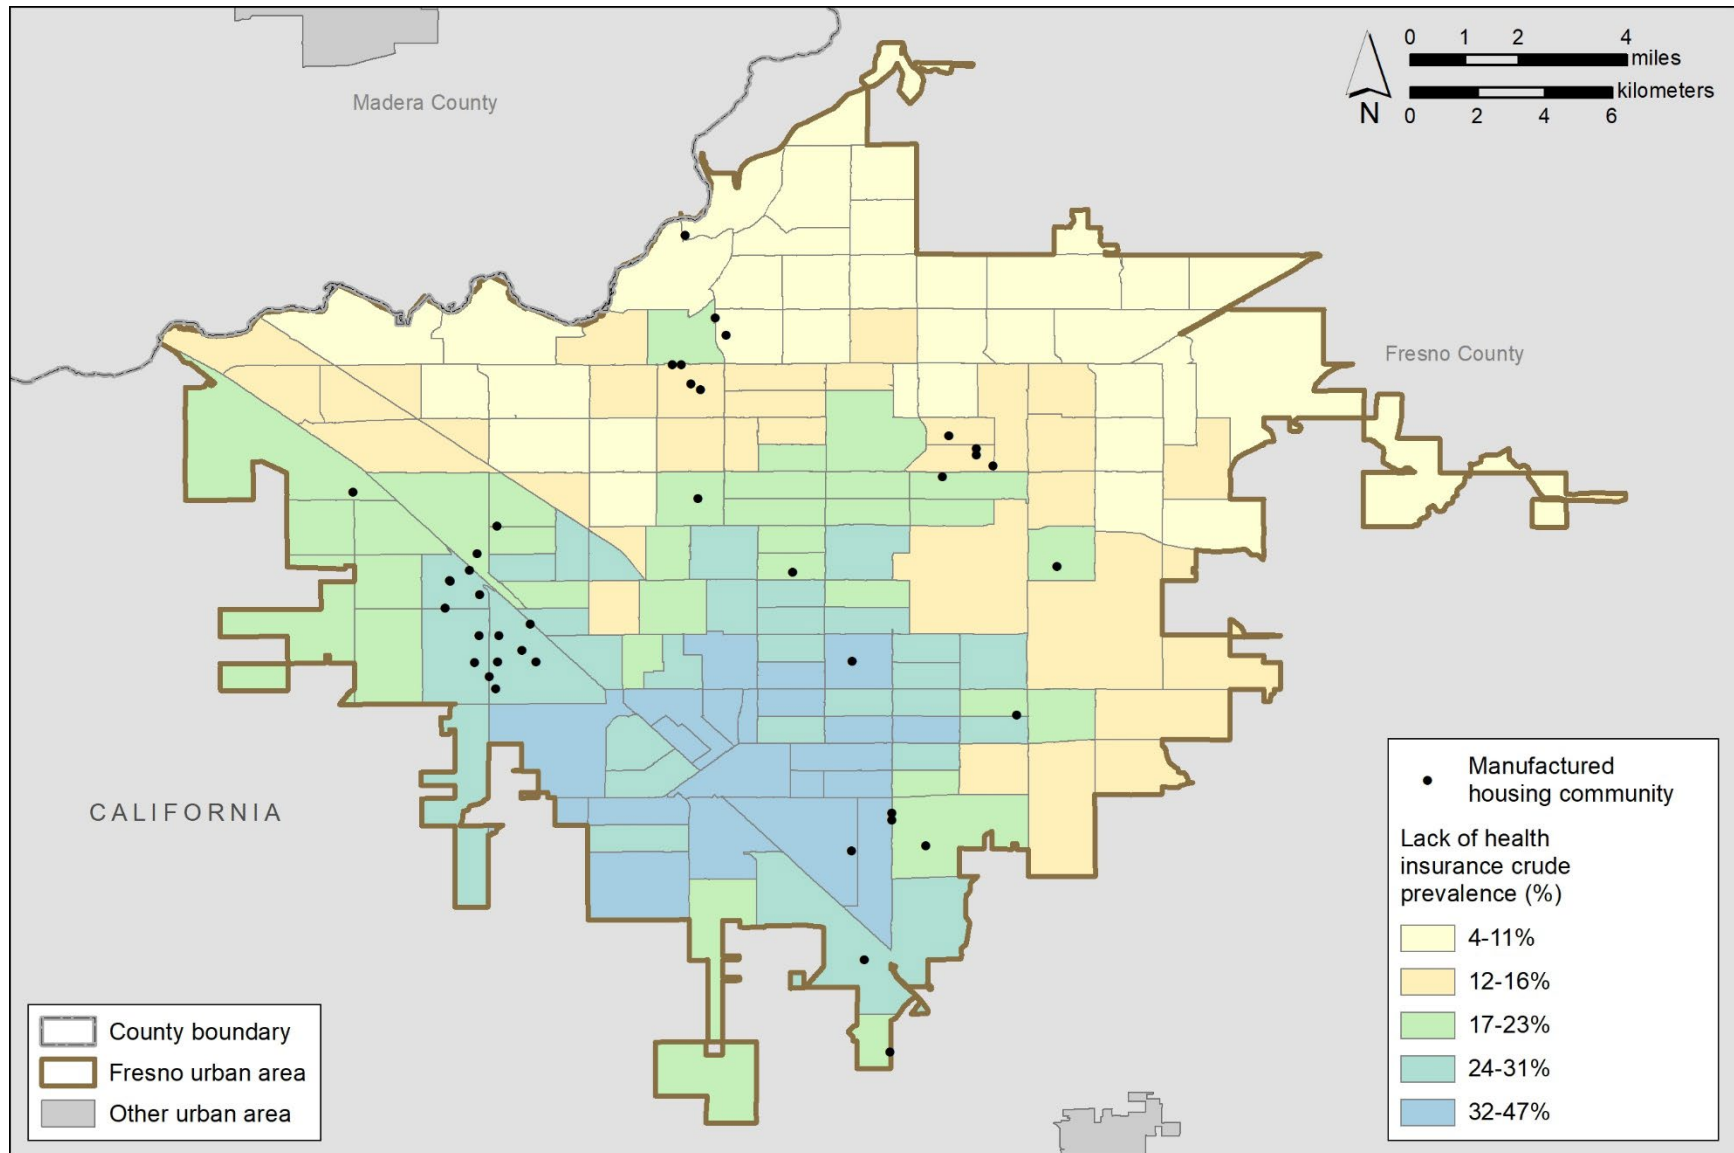 0 1 2 4
miles
kilometers
0 2 4 6
N
Madera County
Fresno County
CALIFORNIA
Manufactured
housing community
Lack of health
insurance crude
prevalence (%)
4-11%
12-16%
17-23%
24-31%
32-47%
County boundary
Fresno urban area
Other urban area